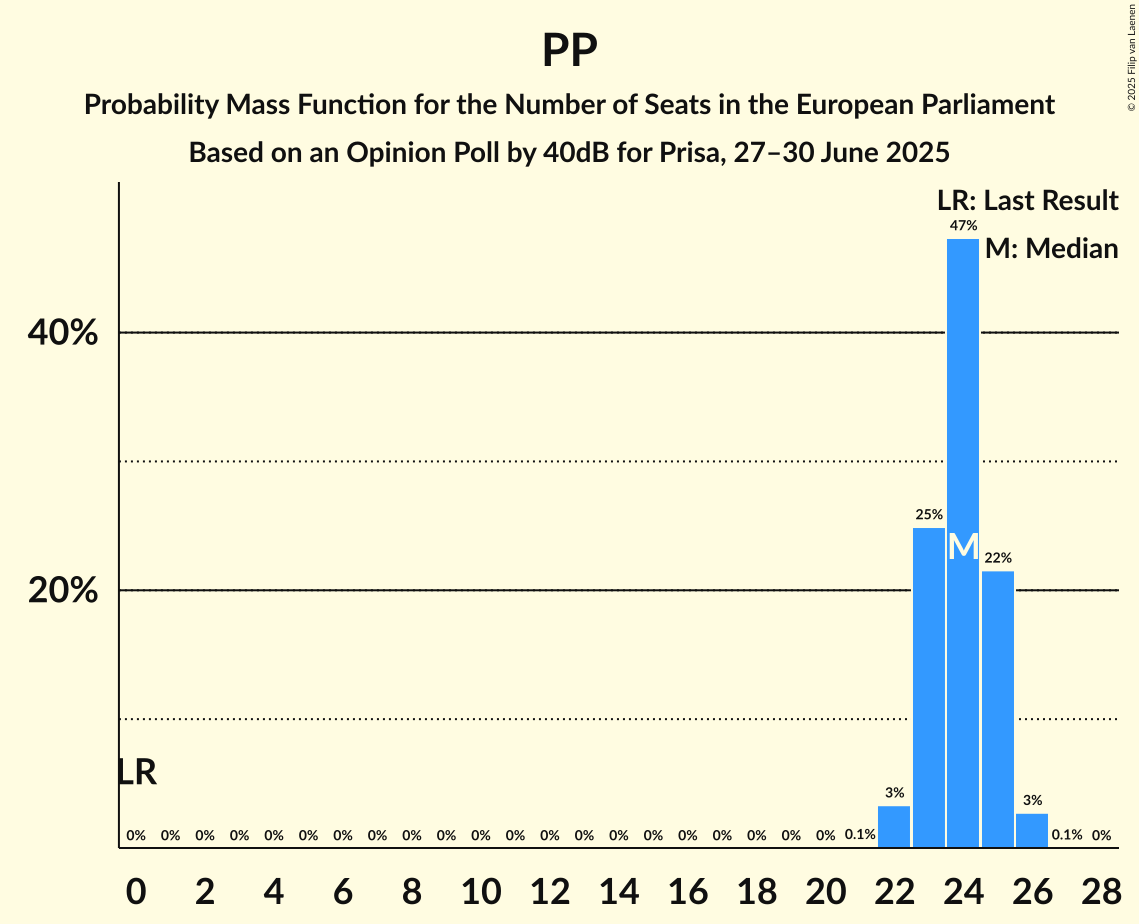 PP
Probability Mass Function for the Number of Seats in the European Parliament
Based on an Opinion Poll by 40dB for Prisa, 27–30 June 2025
© 2025 Filip van Laenen
LR: Last Result
M: Median
47%
40%
25%
M
22%
20%
LR
3%
3%
0% 0% 0% 0% 0% 0% 0% 0% 0% 0% 0% 0% 0% 0% 0% 0% 0% 0% 0% 0% 0% 0.1% 0.1% 0%
0 2 4 6 8 10 12 14 16 18 20 22 24 26 28